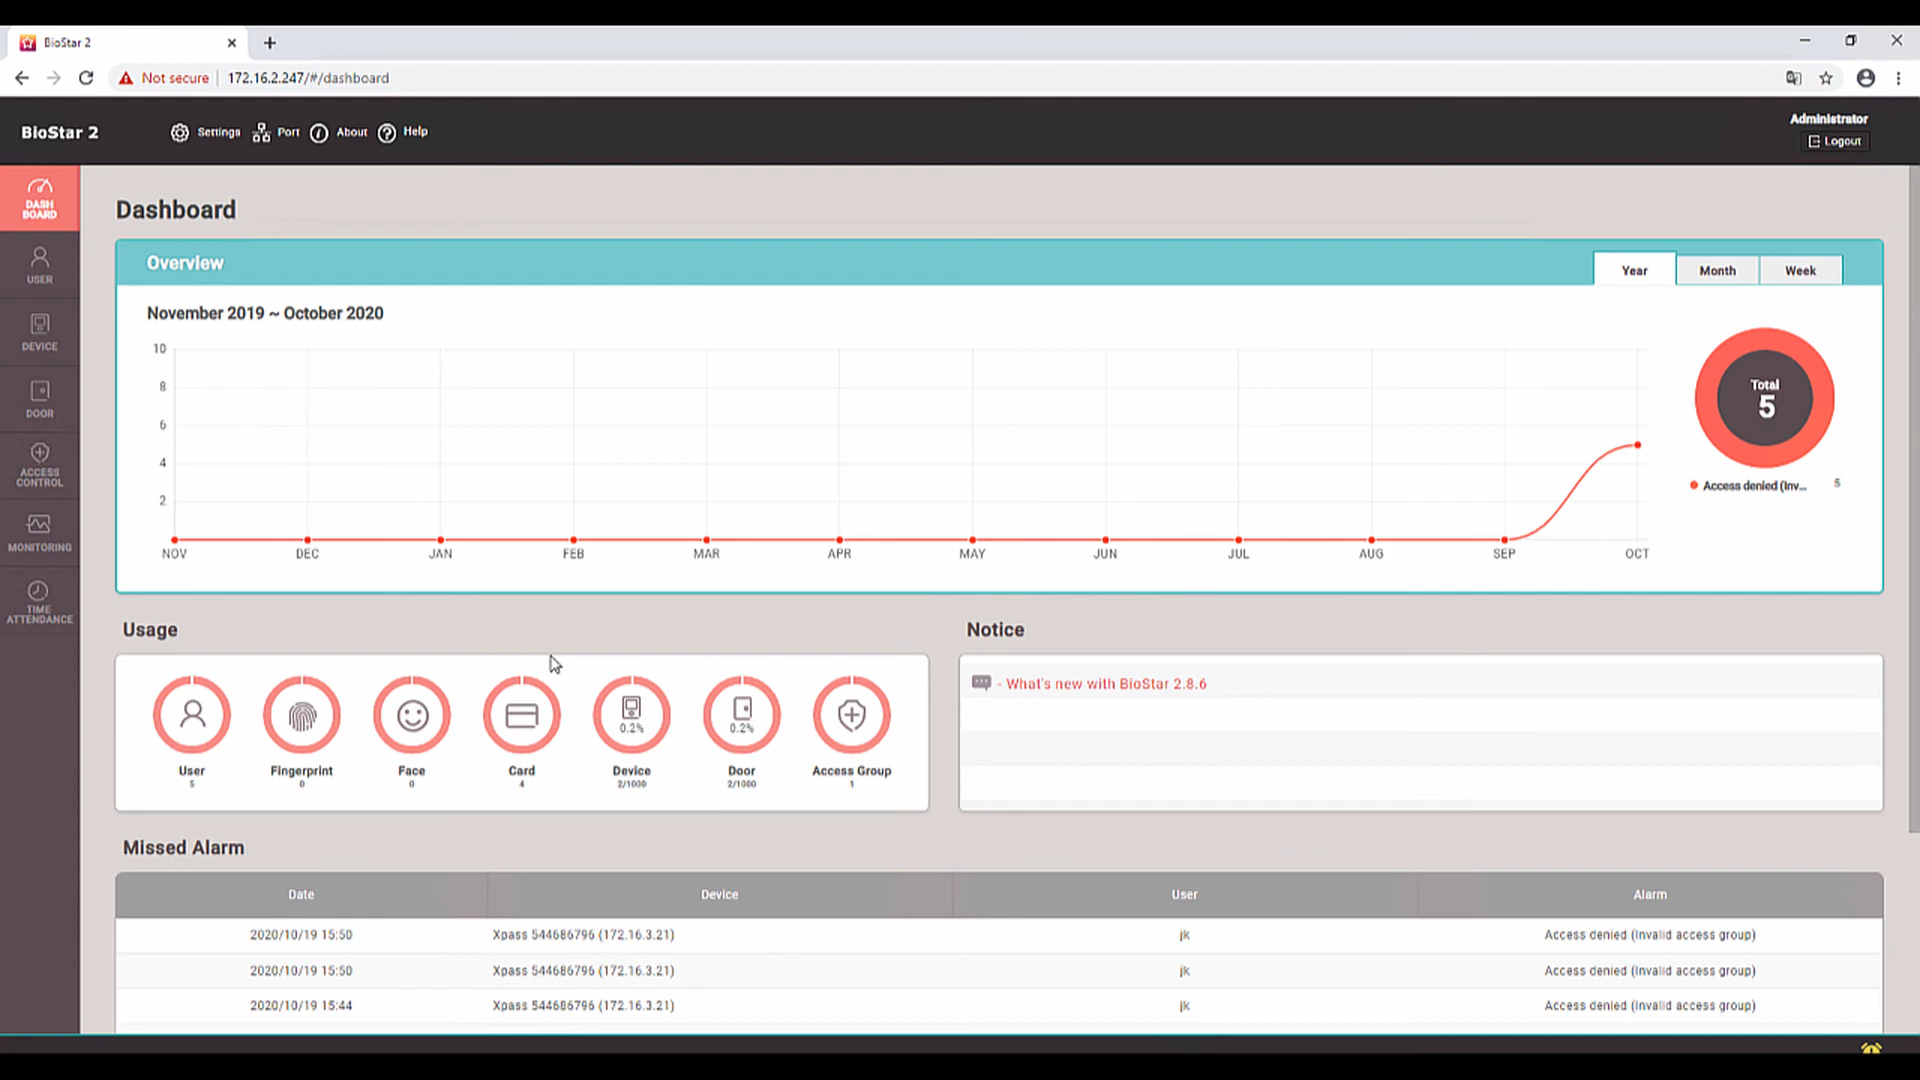 BioStar 2
Not secure | 172.16.2.247/#/dashboard
BioStar 2
Settings Port About Help
Administrator
Logout
DASH
BOARD
USER
DEVICE
DOOR
ACCESS
CONTROL
MONITORING
TIME
ATTENDANCE
Dashboard
Overview
Year Month Week
November 2019 ~ October 2020
10
8
6
4
2
NOV DEC JAN FEB MAR APR MAY JUN JUL AUG SEP OCT
Total
5
Access denied (Inv... 5
Usage
0.2% 0.2%
User Fingerprint Face Card Device Door Access Group
5 0 0 4 2/1000 2/1000 1
Notice
- What's new with BioStar 2.8.6
Missed Alarm
Date Device User Alarm
2020/10/19 15:50 Xpass 544686796 (172.16.3.21) jk Access denied (Invalid access group)
2020/10/19 15:50 Xpass 544686796 (172.16.3.21) jk Access denied (Invalid access group)
2020/10/19 15:44 Xpass 544686796 (172.16.3.21) jk Access denied (Invalid access group)